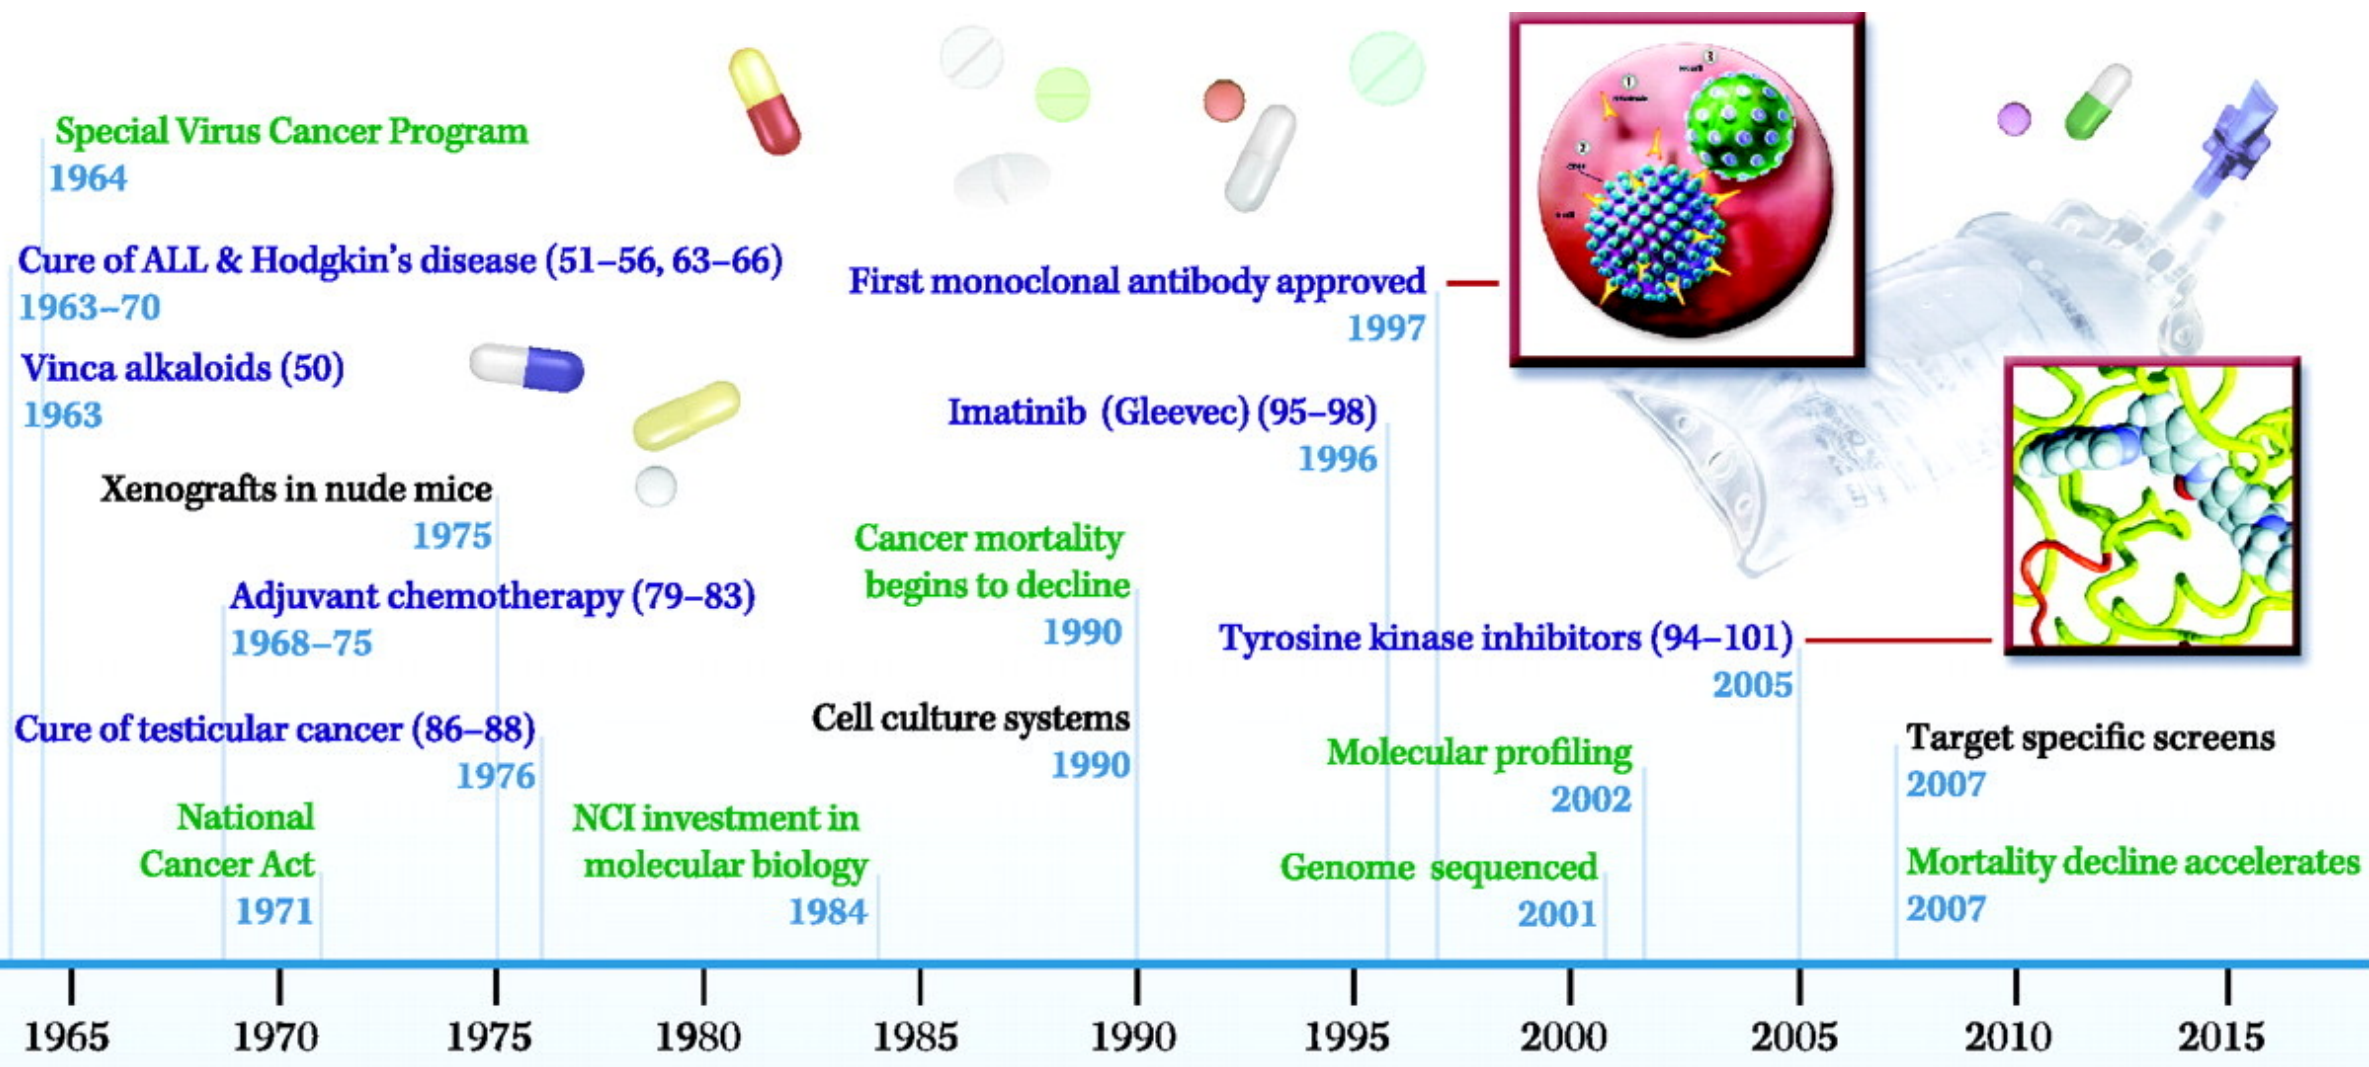 Special Virus Cancer Program
1964
Cure of ALL & Hodgkin’s disease (51–56, 63–66)
1963–70
Vinca alkaloids (50)
1963
Xenografts in nude mice
1975
Adjuvant chemotherapy (79–83)
1968–75
Cure of testicular cancer (86–88)
1976
National
Cancer Act
1971
NCI investment in
molecular biology
1984
First monoclonal antibody approved
1997
Imatinib (Gleevec) (95–98)
1996
Cancer mortality
begins to decline
1990
Cell culture systems
1990
Tyrosine kinase inhibitors (94–101)
2005
Molecular profiling
2002
Genome sequenced
2001
Target specific screens
2007
Mortality decline accelerates
2007
1
2
3
1965 1970 1975 1980 1985 1990 1995 2000 2005 2010 2015